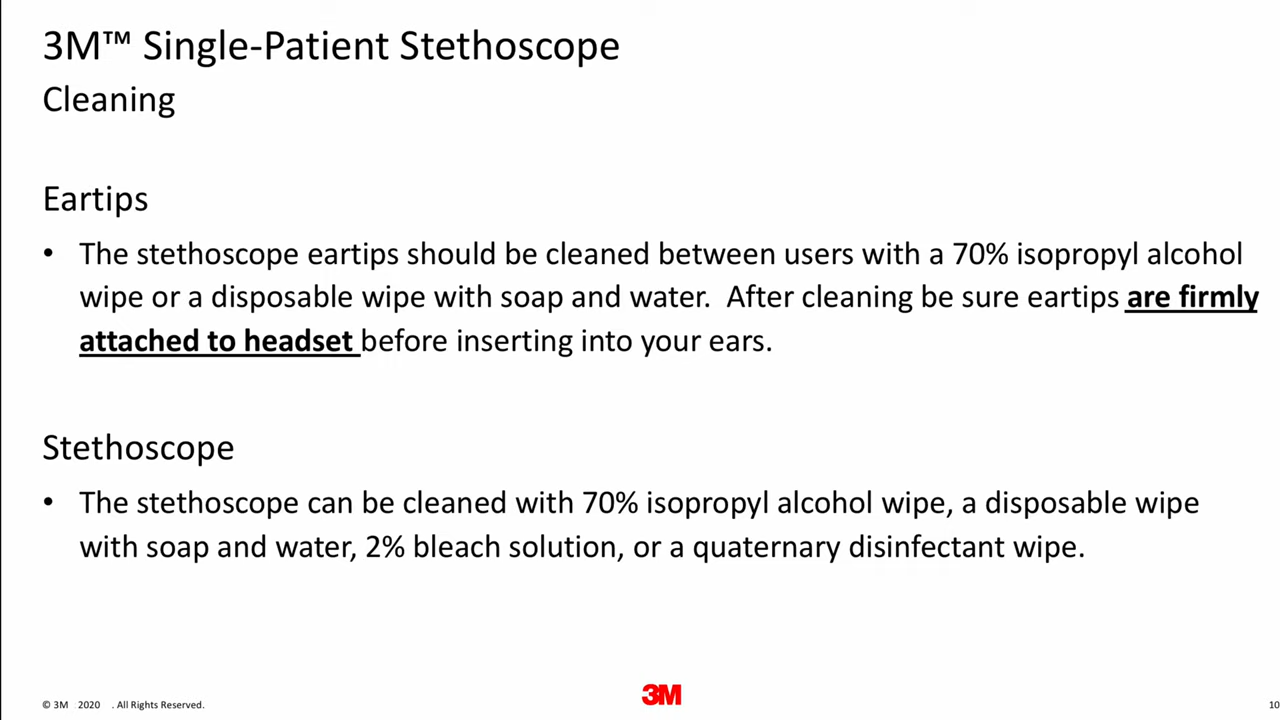 3M™ Single-Patient Stethoscope
Cleaning
Eartips
• The stethoscope eartips should be cleaned between users with a 70% isopropyl alcohol
wipe or a disposable wipe with soap and water.  After cleaning be sure eartips are firmly
attached to headset before inserting into your ears.
Stethoscope
• The stethoscope can be cleaned with 70% isopropyl alcohol wipe, a disposable wipe
with soap and water, 2% bleach solution, or a quaternary disinfectant wipe.
© 3M 2020 . All Rights Reserved.
3M
10